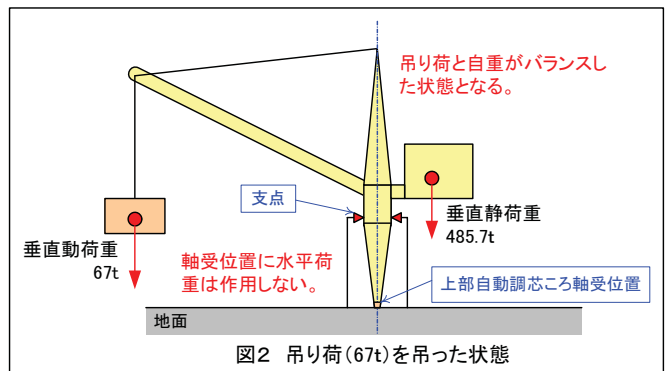 吊り荷と自重がバランスし
た状態となる。
支点
垂直静荷重
485.7t
垂直動荷重
67t
軸受位置に水平荷
重は作用しない。
上部自動調芯ころ軸受位置
地面
図2 吊り荷(67t)を吊った状態